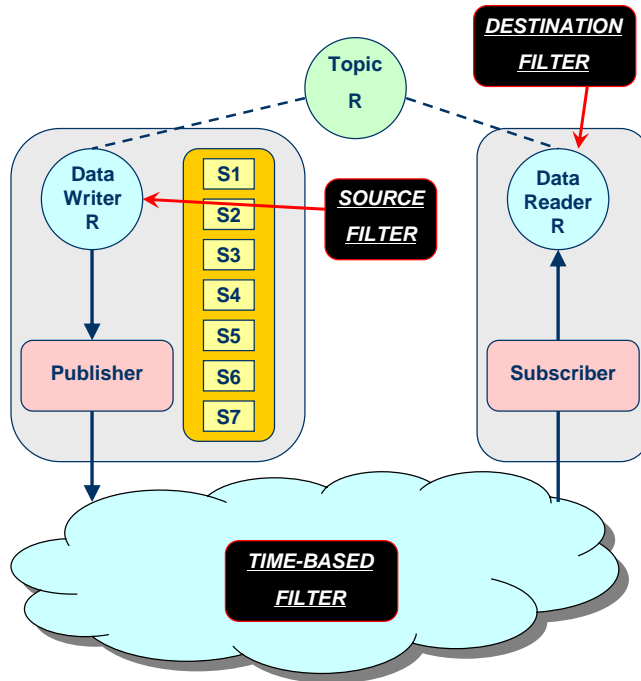 DESTINATION
FILTER
Topic
R
Data
Writer
R
S1
S2
S3
S4
S5
S6
S7
SOURCE
FILTER
Data
Reader
R
Publisher
Subscriber
TIME-BASED
FILTER